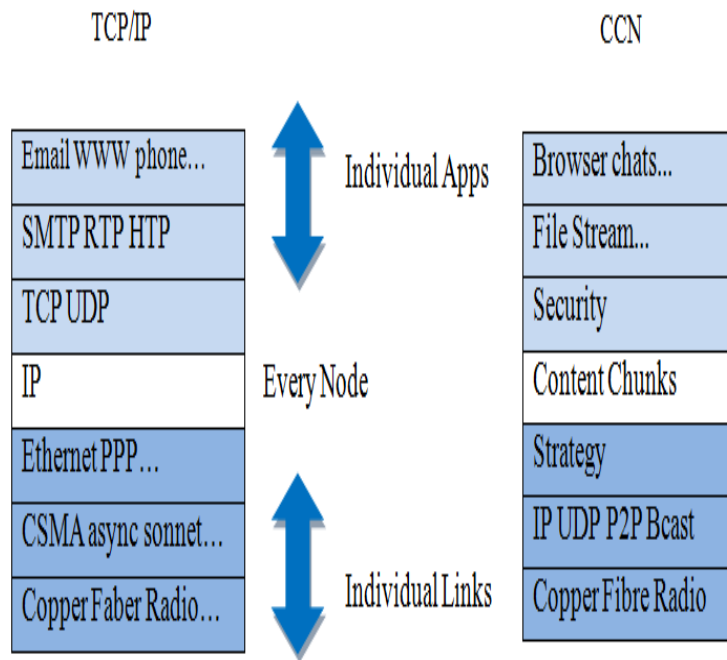 TCP/IP
CCN
Email WWW phone...
SMTP RTP HTP
TCP UDP
IP
Ethernet PPP...
CSMA async sonnet...
Copper Faber Radio...
Individual Apps
Every Node
Individual Links
Browser chats...
File Stream...
Security
Content Chunks
Strategy
IP UDP P2P Bcast
Copper Fibre Radio